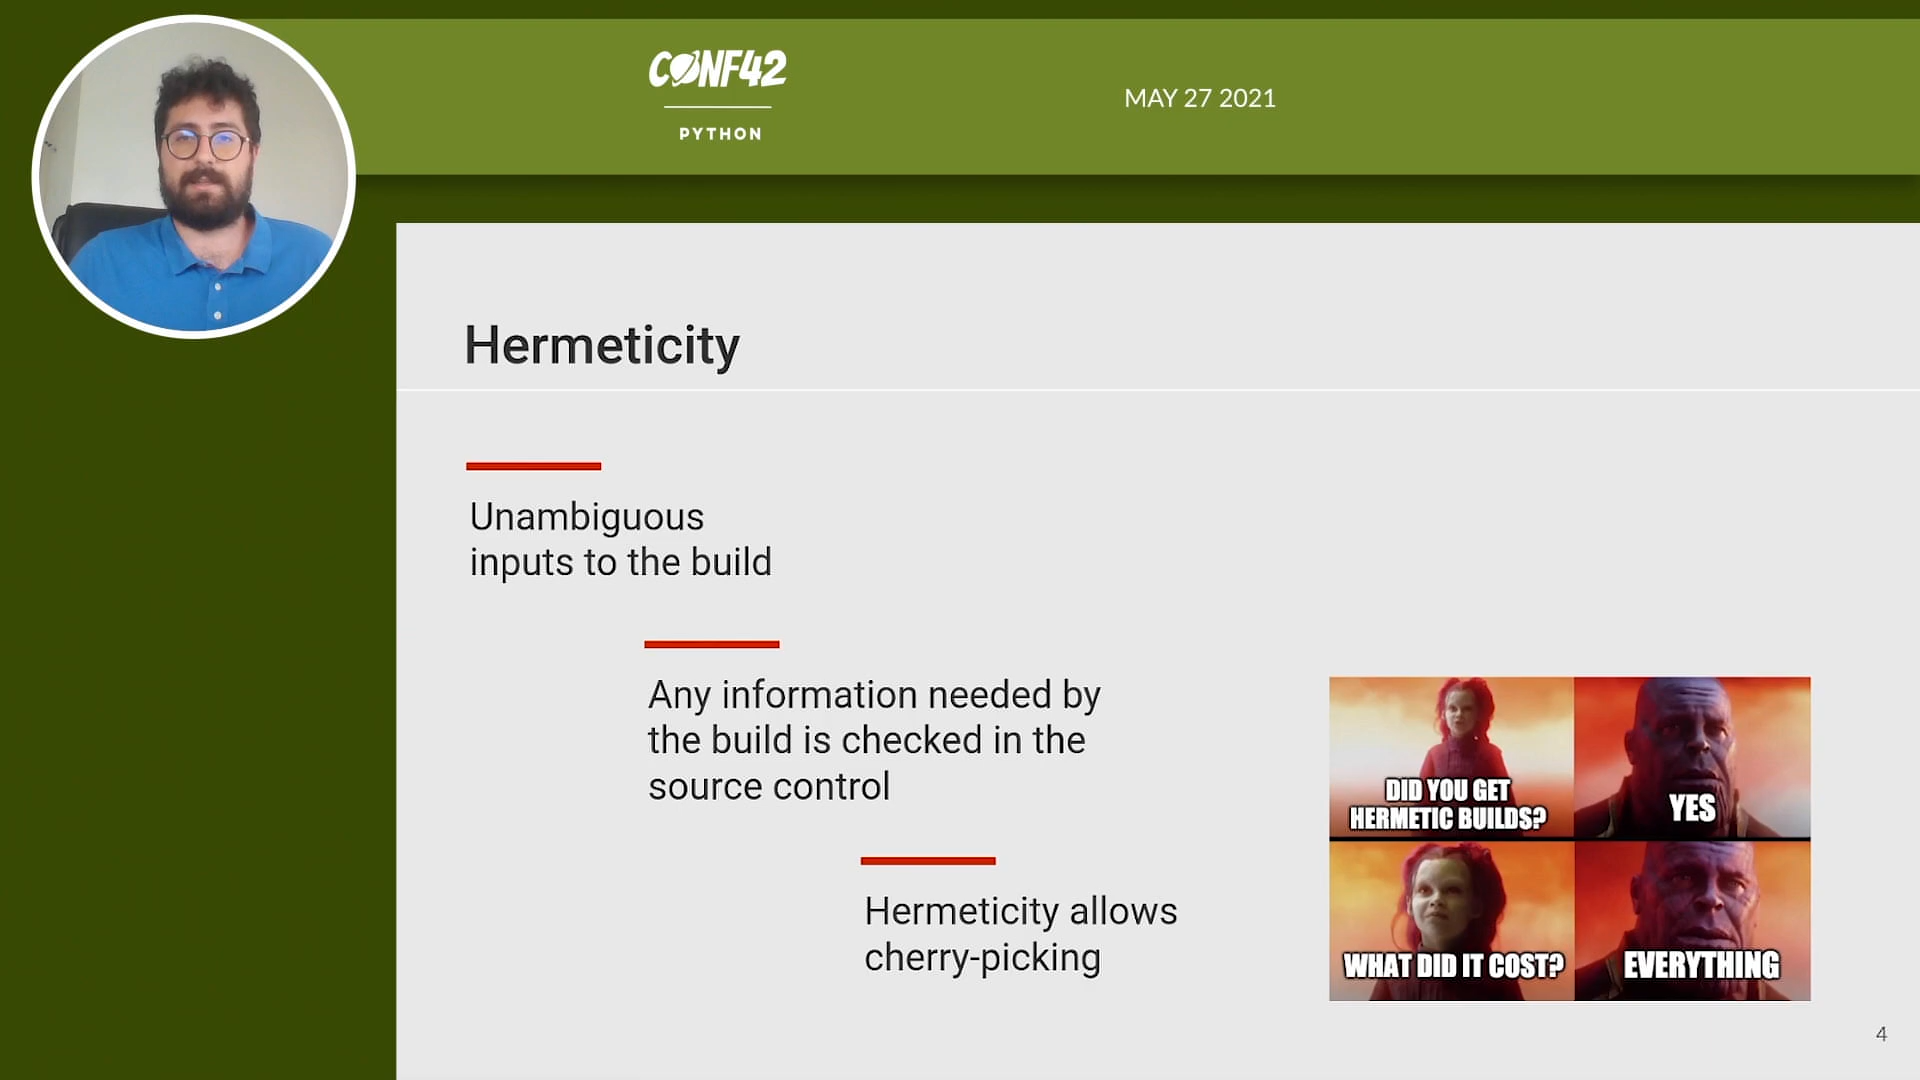 CONF42
PYTHON
MAY 27 2021
Hermeticity
Unambiguous
inputs to the build
Any information needed by
the build is checked in the
source control
Hermeticity allows
cherry-picking
DID YOU GET
HERMETIC BUILDS?
YES
WHAT DID IT COST?
EVERYTHING
4